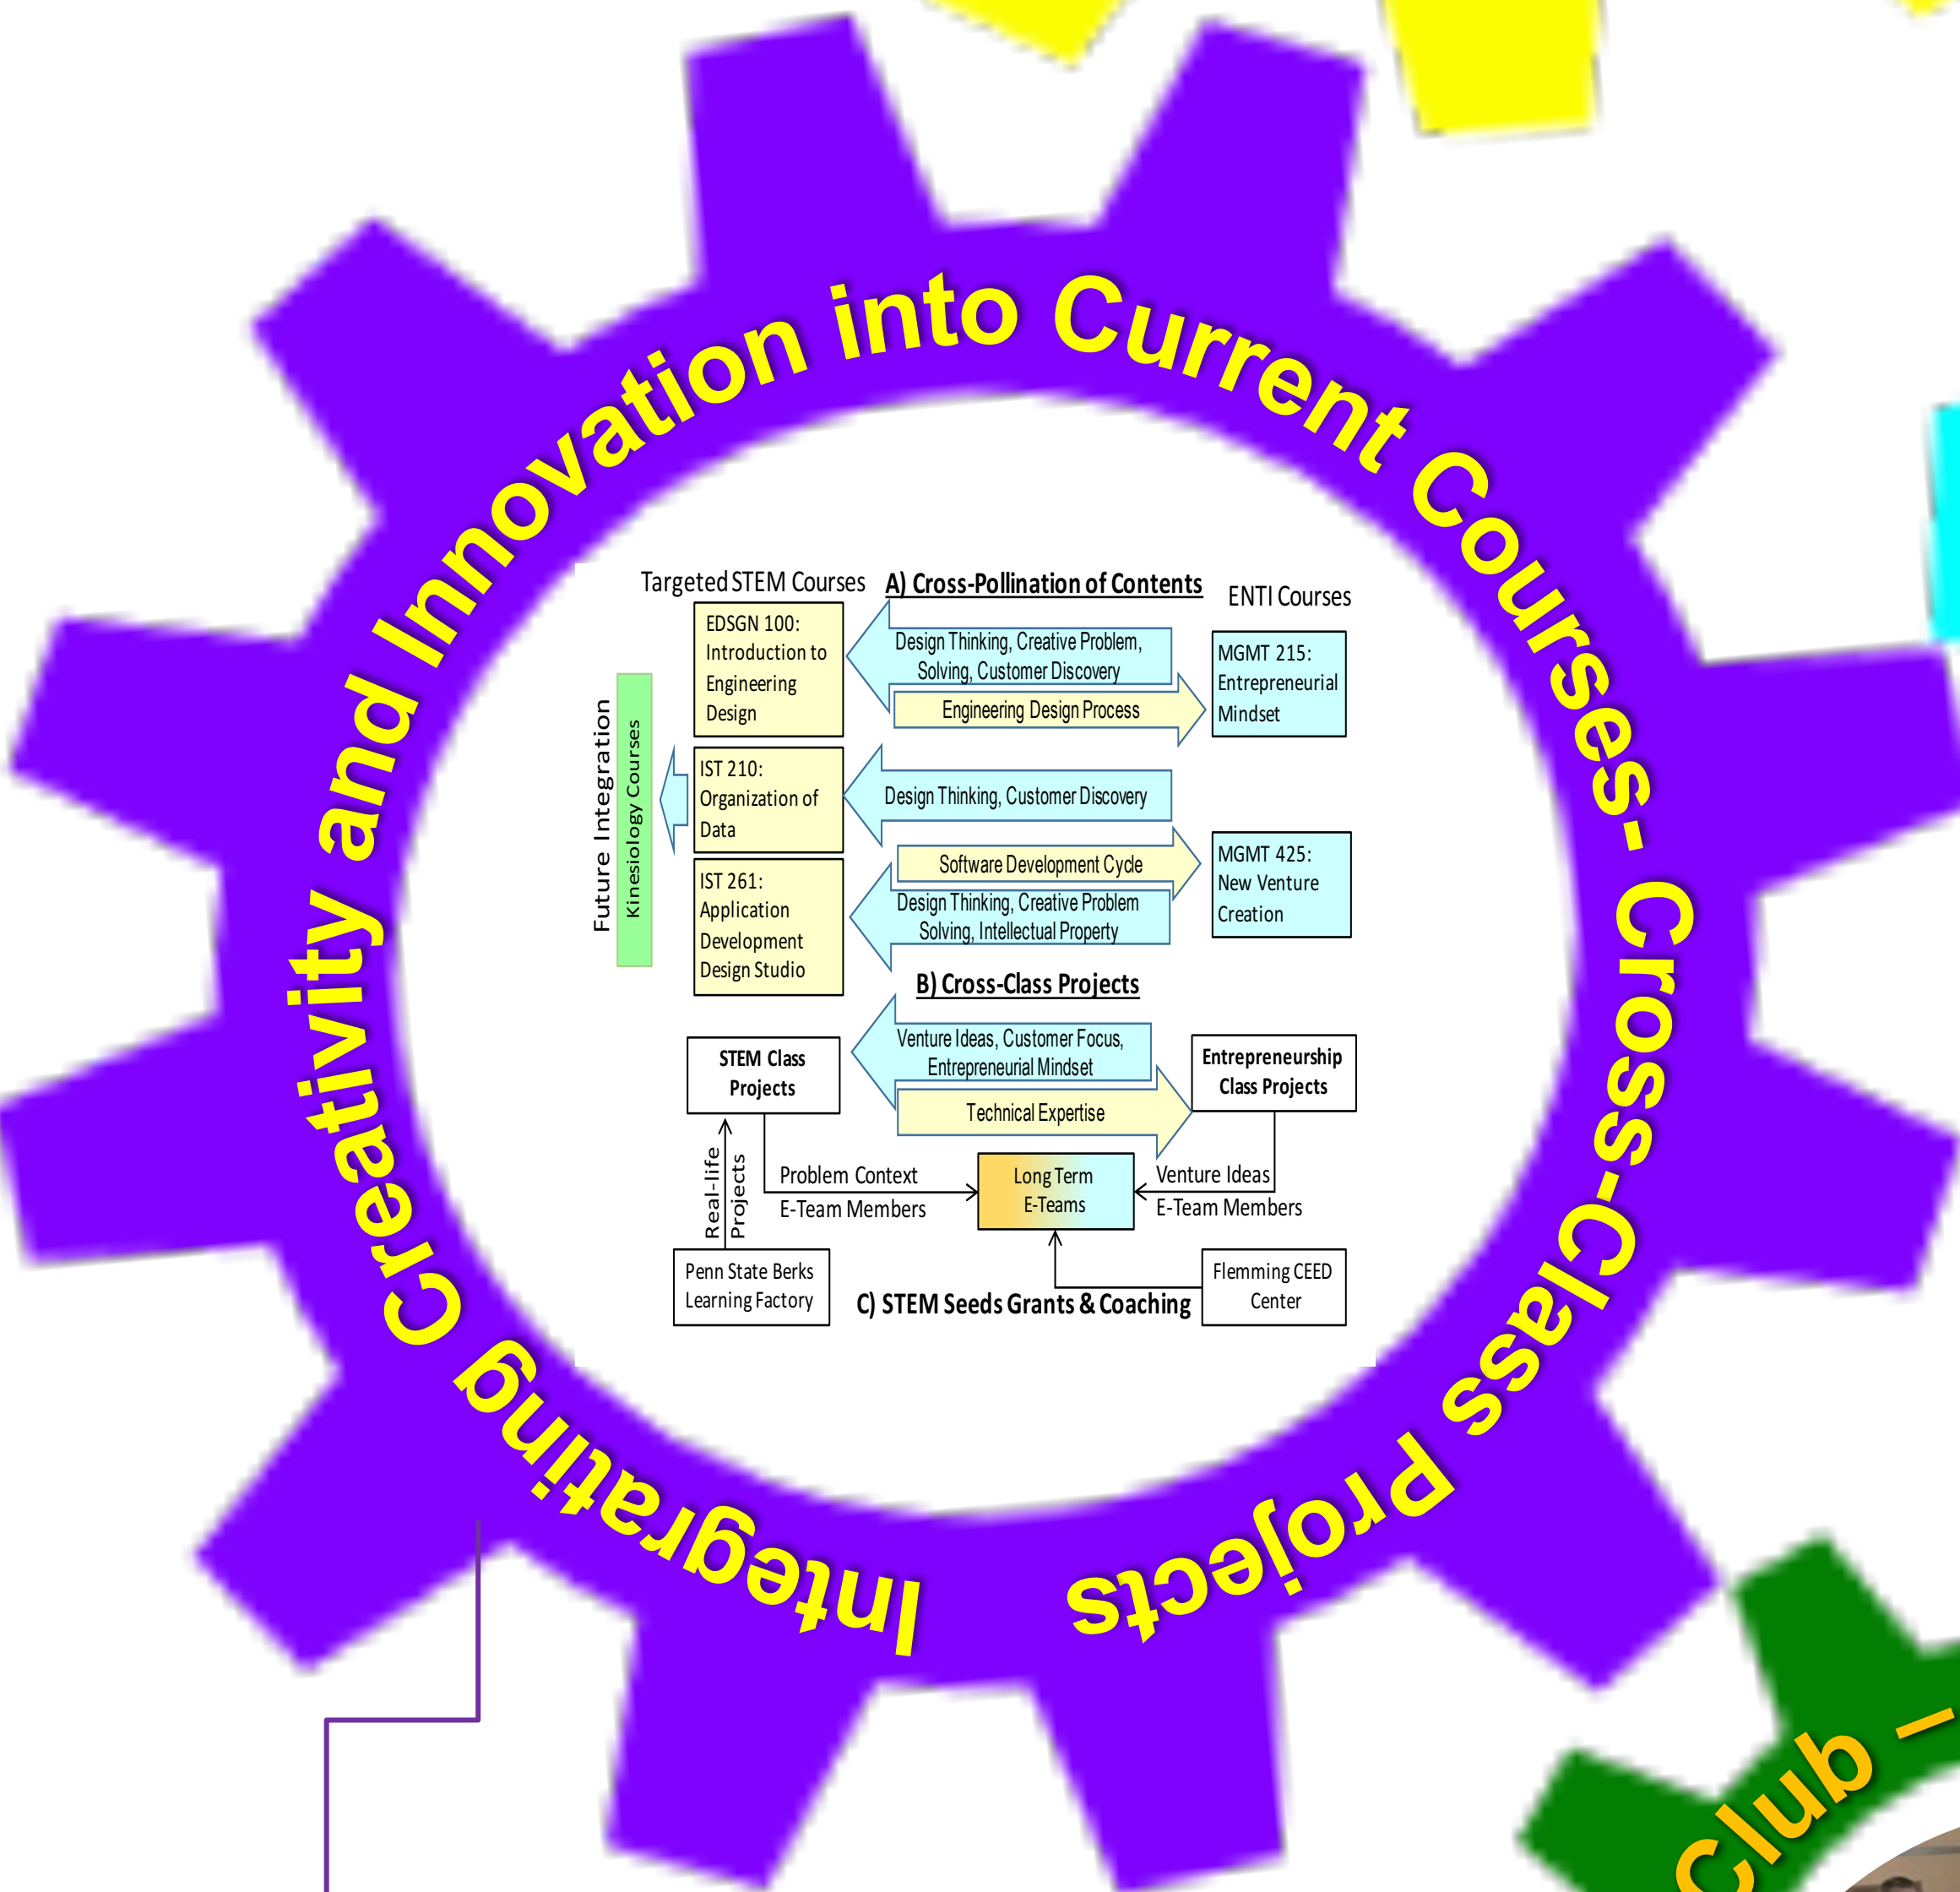 Integrating Creativity and Innovation into Current Courses- Cross-Class Projects
Targeted STEM Courses
A) Cross-Pollination of Contents
ENTI Courses
EDSGN 100:
Introduction to
Engineering
Design
Design Thinking, Creative Problem,
Solving, Customer Discovery
Engineering Design Process
MGMT 215:
Entrepreneurial
Mindset
Future Integration
Kinesiology Courses
IST 210:
Organization of
Data
Design Thinking, Customer Discovery
Software Development Cycle
MGMT 425:
New Venture
Creation
IST 261:
Application
Development
Design Studio
Design Thinking, Creative Problem
Solving, Intellectual Property
B) Cross-Class Projects
STEM Class
Projects
Venture Ideas, Customer Focus,
Entrepreneurial Mindset
Technical Expertise
Entrepreneurship
Class Projects
Real-life
Projects
Problem Context
E-Team Members
Long Term
E-Teams
Venture Ideas
E-Team Members
Penn State Berks
Learning Factory
C) STEM Seeds Grants & Coaching
Flemming CEED
Center
Club –